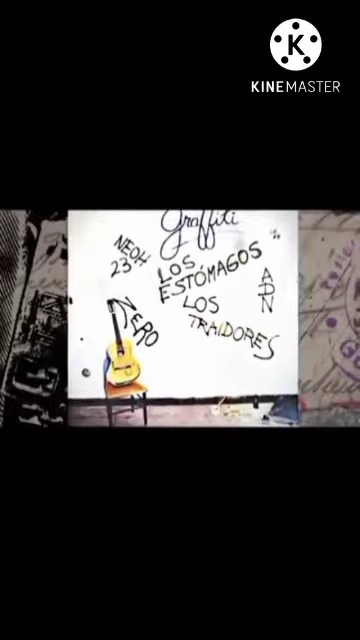 KINEMASTER
Graffiti
NEOH
23
LOS
ESTÓMAGOS
ADN
LOS
TRAIDORES
ZERO